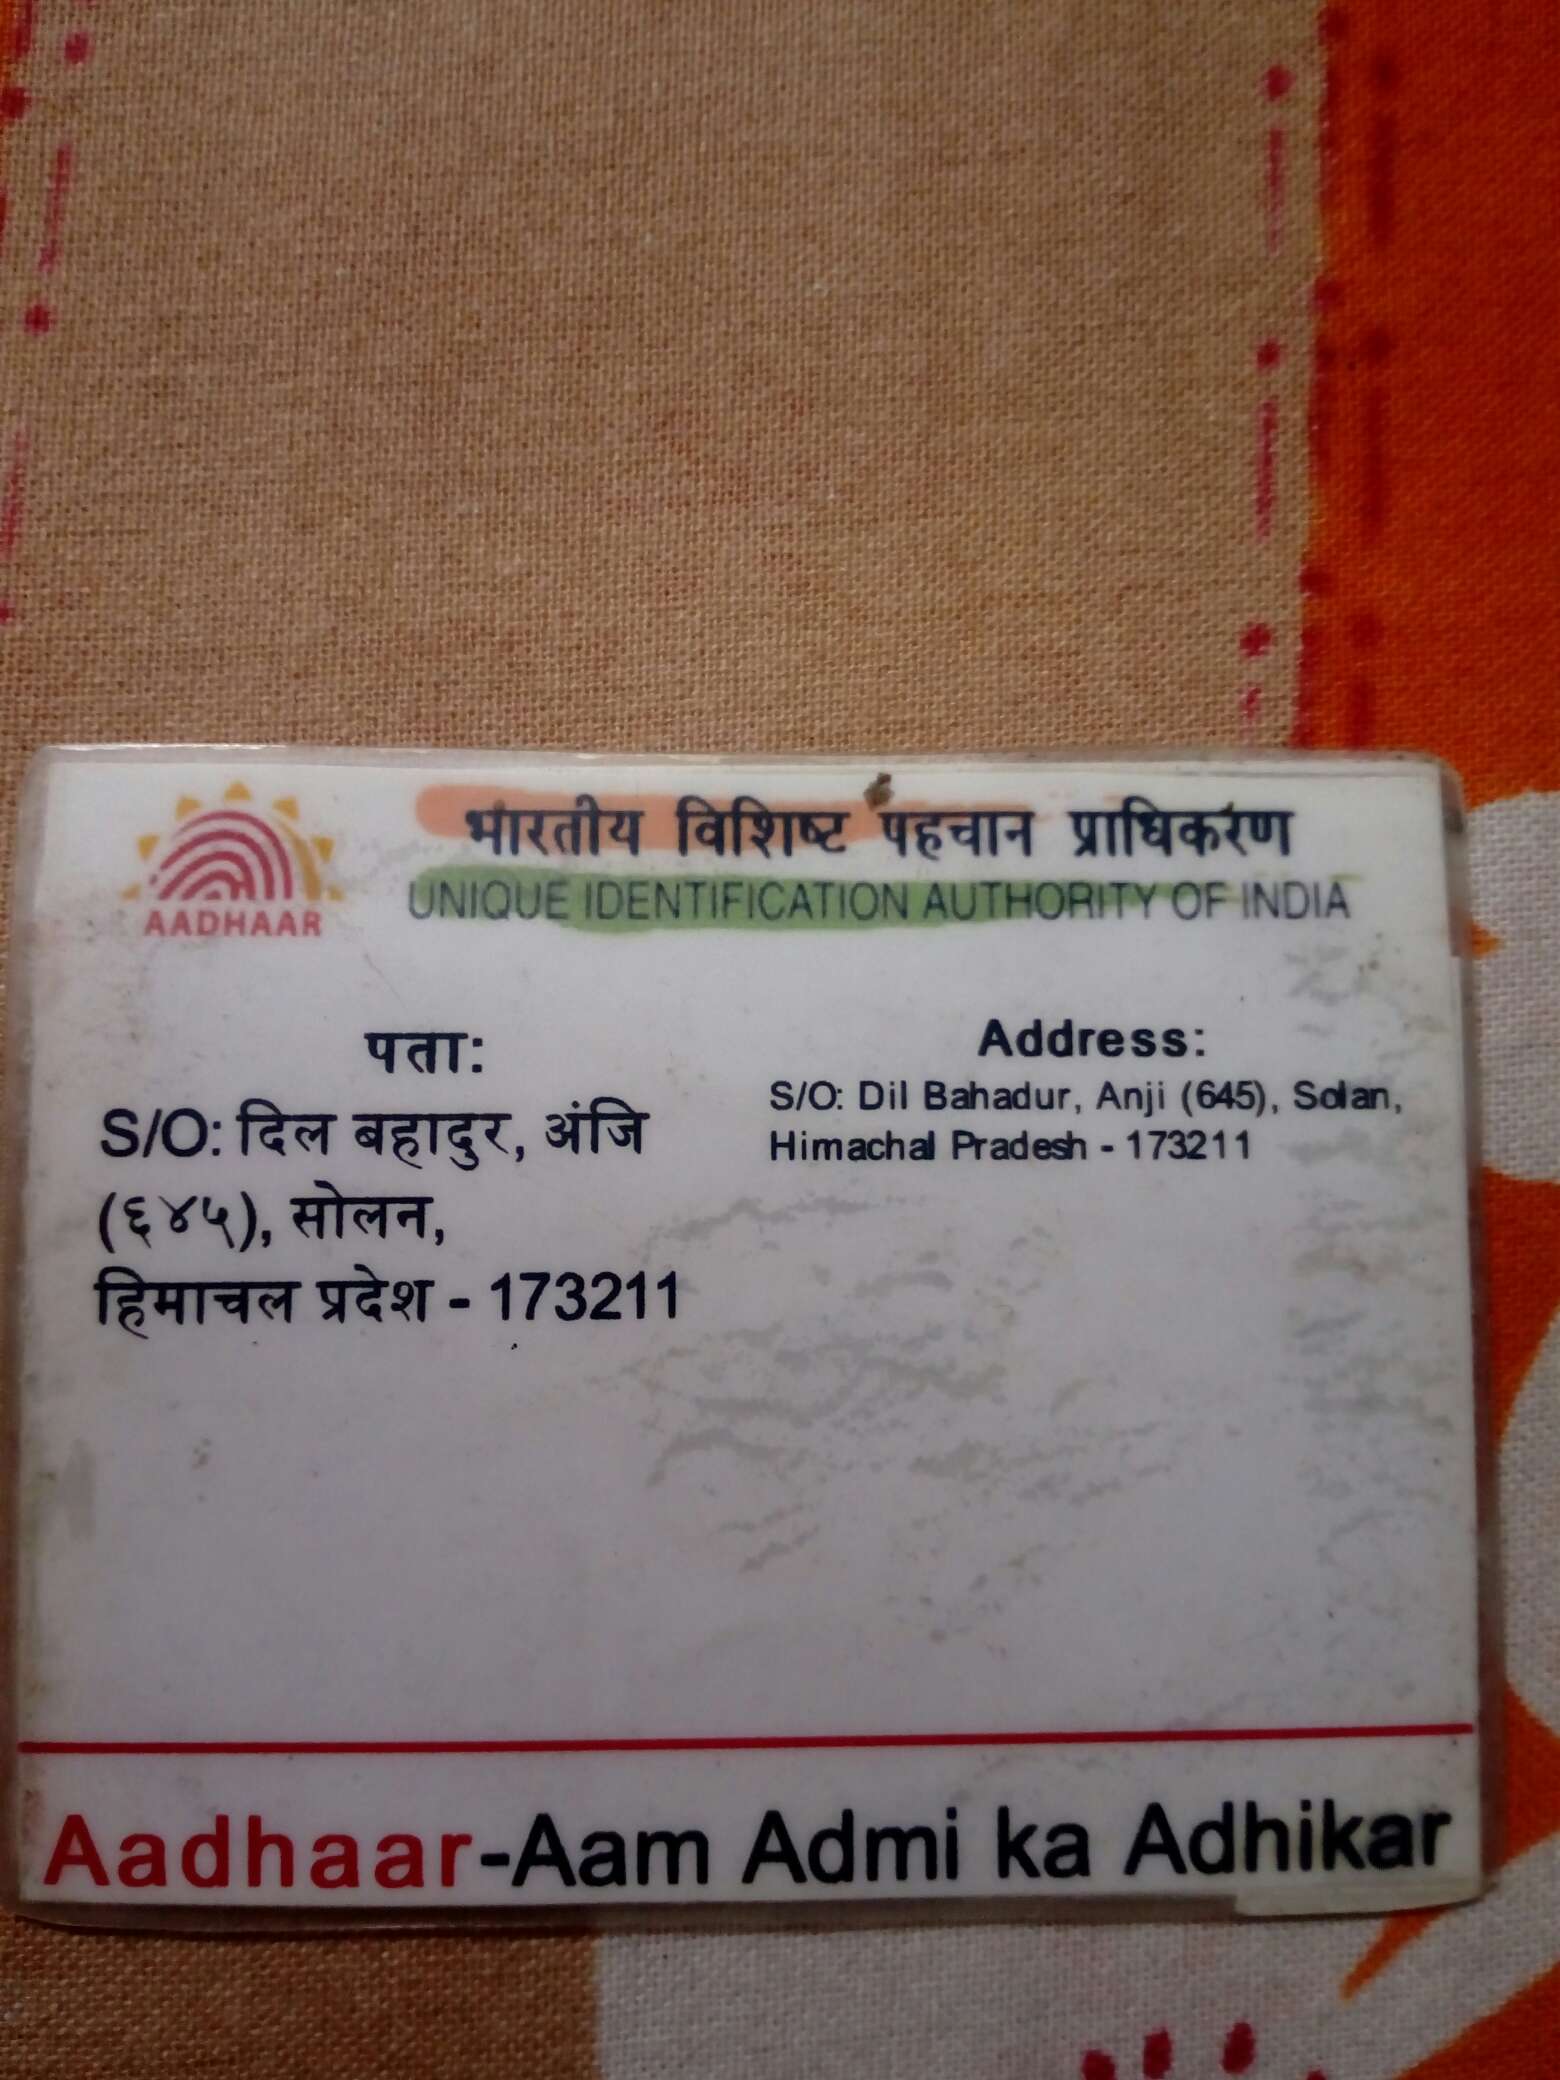 भारतीय विशिष्ट पहचान प्राधिकरण
AADHAAR
UNIQUE IDENTIFICATION AUTHORITY OF INDIA
पता:
S/O: दिल बहादुर, अंजि
(६४५), सोलन,
हिमाचल प्रदेश - 173211
Address:
S/O: Dil Bahadur, Anji (645), Solan,
Himachal Pradesh - 173211
Aadhaar-Aam Admi ka Adhikar